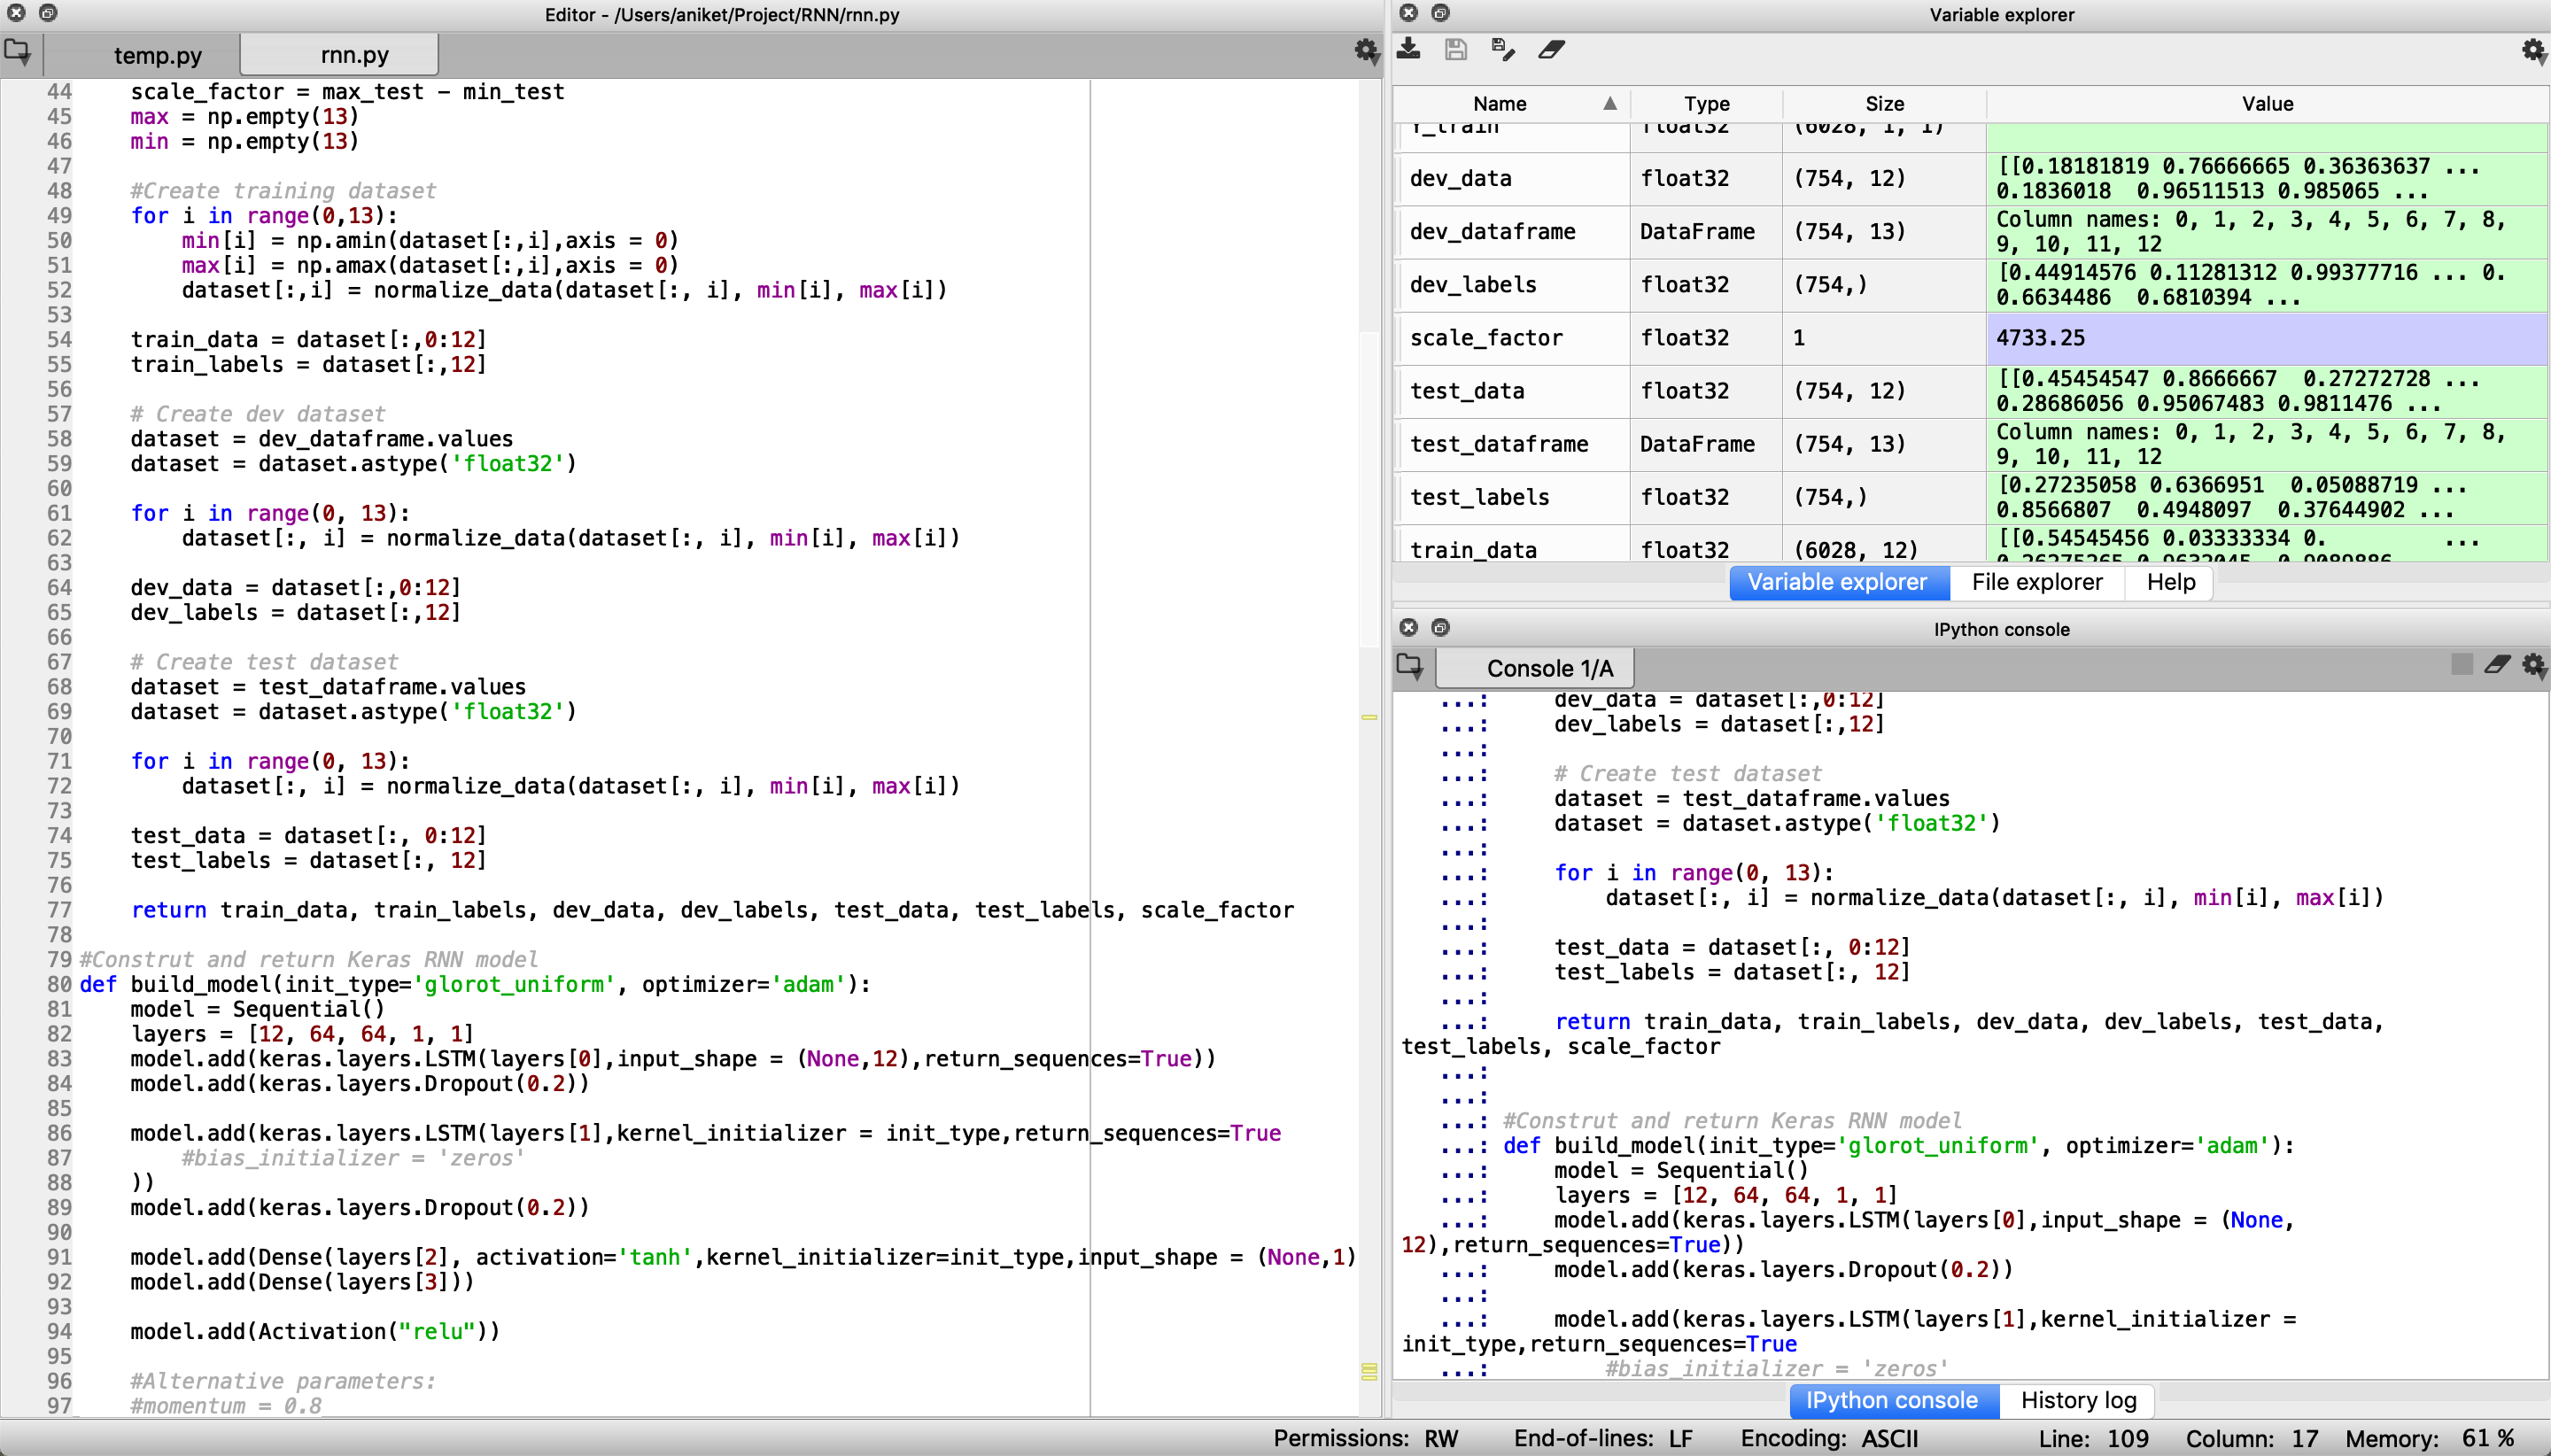 Editor - /Users/aniket/Project/RNN/rnn.py
temp.py
rnn.py
44 scale_factor = max_test - min_test
45 max = np.empty(13)
46 min = np.empty(13)
47
48 #Create training dataset
49 for i in range(0,13):
50 min[i] = np.amin(dataset[:,i],axis = 0)
51 max[i] = np.amax(dataset[:,i],axis = 0)
52 dataset[:,i] = normalize_data(dataset[:, i], min[i], max[i])
53
54 train_data = dataset[:,0:12]
55 train_labels = dataset[:,12]
56
57 # Create dev dataset
58 dataset = dev_dataframe.values
59 dataset = dataset.astype('float32')
60
61 for i in range(0, 13):
62 dataset[:, i] = normalize_data(dataset[:, i], min[i], max[i])
63
64 dev_data = dataset[:,0:12]
65 dev_labels = dataset[:,12]
66
67 # Create test dataset
68 dataset = test_dataframe.values
69 dataset = dataset.astype('float32')
70
71 for i in range(0, 13):
72 dataset[:, i] = normalize_data(dataset[:, i], min[i], max[i])
73
74 test_data = dataset[:, 0:12]
75 test_labels = dataset[:, 12]
76
77 return train_data, train_labels, dev_data, dev_labels, test_data, test_labels, scale_factor
78
79 #Construt and return Keras RNN model
80 def build_model(init_type='glorot_uniform', optimizer='adam'):
81 model = Sequential()
82 layers = [12, 64, 64, 1, 1]
83 model.add(keras.layers.LSTM(layers[0],input_shape = (None,12),return_sequences=True))
84 model.add(keras.layers.Dropout(0.2))
85
86 model.add(keras.layers.LSTM(layers[1],kernel_initializer = init_type,return_sequences=True
87 #bias_initializer = 'zeros'
88 ))
89 model.add(keras.layers.Dropout(0.2))
90
91 model.add(Dense(layers[2], activation='tanh',kernel_initializer=init_type,input_shape = (None,1)
92 model.add(Dense(layers[3]))
93
94 model.add(Activation("relu"))
95
96 #Alternative parameters:
97 #momentum = 0.8
Variable explorer
Name Type Size Value
Y_train float32 (6028, 1, 1)
dev_data float32 (754, 12) [[0.18181819 0.76666665 0.36363637 ...
0.1836018 0.96511513 0.985065 ...
dev_dataframe DataFrame (754, 13) Column names: 0, 1, 2, 3, 4, 5, 6, 7, 8,
9, 10, 11, 12
dev_labels float32 (754,) [0.44914576 0.11281312 0.99377716 ... 0.
0.6634486 0.6810394 ...
scale_factor float32 1 4733.25
test_data float32 (754, 12) [[0.45454547 0.8666667 0.27272728 ...
0.28686056 0.95067483 0.9811476 ...
test_dataframe DataFrame (754, 13) Column names: 0, 1, 2, 3, 4, 5, 6, 7, 8,
9, 10, 11, 12
test_labels float32 (754,) [0.27235058 0.6366951 0.05088719 ...
0.8566807 0.4948097 0.37644902 ...
train_data float32 (6028, 12) [[0.54545456 0.03333334 0. ...
Variable explorer File explorer Help
IPython console
Console 1/A
...: dev_data = dataset[:,0:12]
...: dev_labels = dataset[:,12]
...:
...: # Create test dataset
...: dataset = test_dataframe.values
...: dataset = dataset.astype('float32')
...:
...: for i in range(0, 13):
...: dataset[:, i] = normalize_data(dataset[:, i], min[i], max[i])
...:
...: test_data = dataset[:, 0:12]
...: test_labels = dataset[:, 12]
...:
...: return train_data, train_labels, dev_data, dev_labels, test_data,
test_labels, scale_factor
...:
...:
...: #Construt and return Keras RNN model
...: def build_model(init_type='glorot_uniform', optimizer='adam'):
...: model = Sequential()
...: layers = [12, 64, 64, 1, 1]
...: model.add(keras.layers.LSTM(layers[0],input_shape = (None,
12),return_sequences=True))
...: model.add(keras.layers.Dropout(0.2))
...:
...: model.add(keras.layers.LSTM(layers[1],kernel_initializer =
init_type,return_sequences=True
...: #bias_initializer = 'zeros'
IPython console History log
Permissions: RW End-of-lines: LF Encoding: ASCII Line: 109 Column: 17 Memory: 61 %